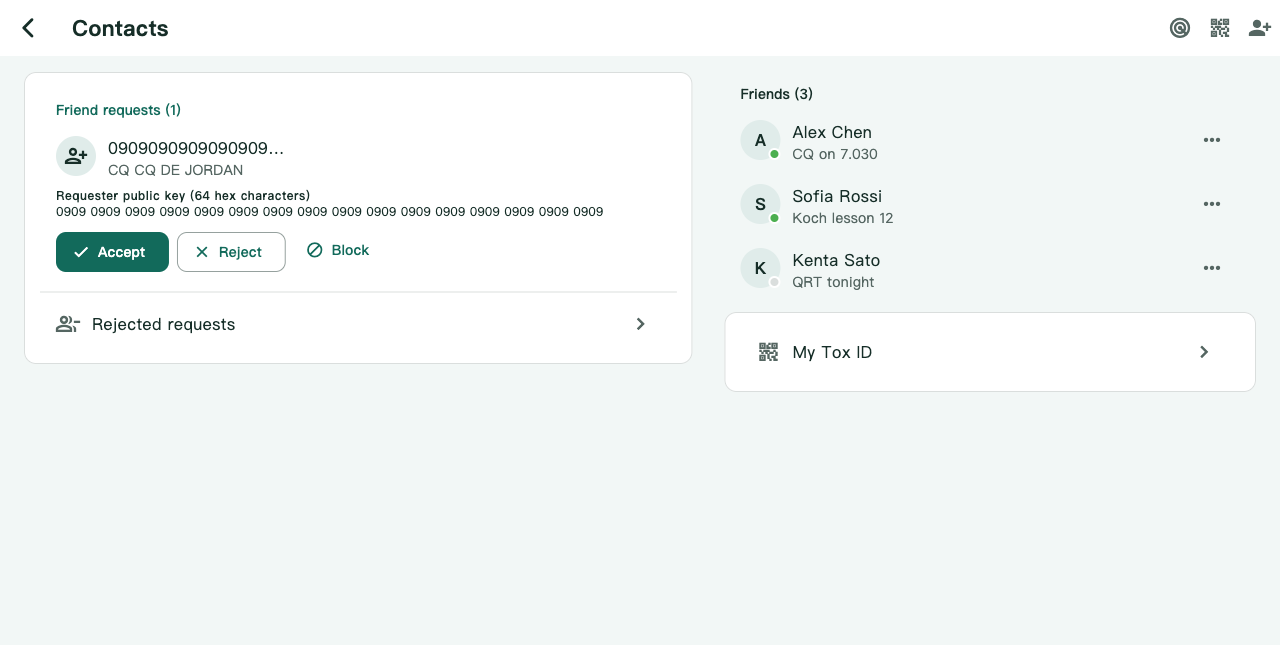 Contacts
Friend requests (1)
0909090909090909...
CQ CQ DE JORDAN
Requester public key (64 hex characters)
0909 0909 0909 0909 0909 0909 0909 0909 0909 0909 0909 0909 0909 0909 0909 0909
Accept
Reject
Block
Rejected requests
Friends (3)
A
Alex Chen
CQ on 7.030
S
Sofia Rossi
Koch lesson 12
K
Kenta Sato
QRT tonight
My Tox ID